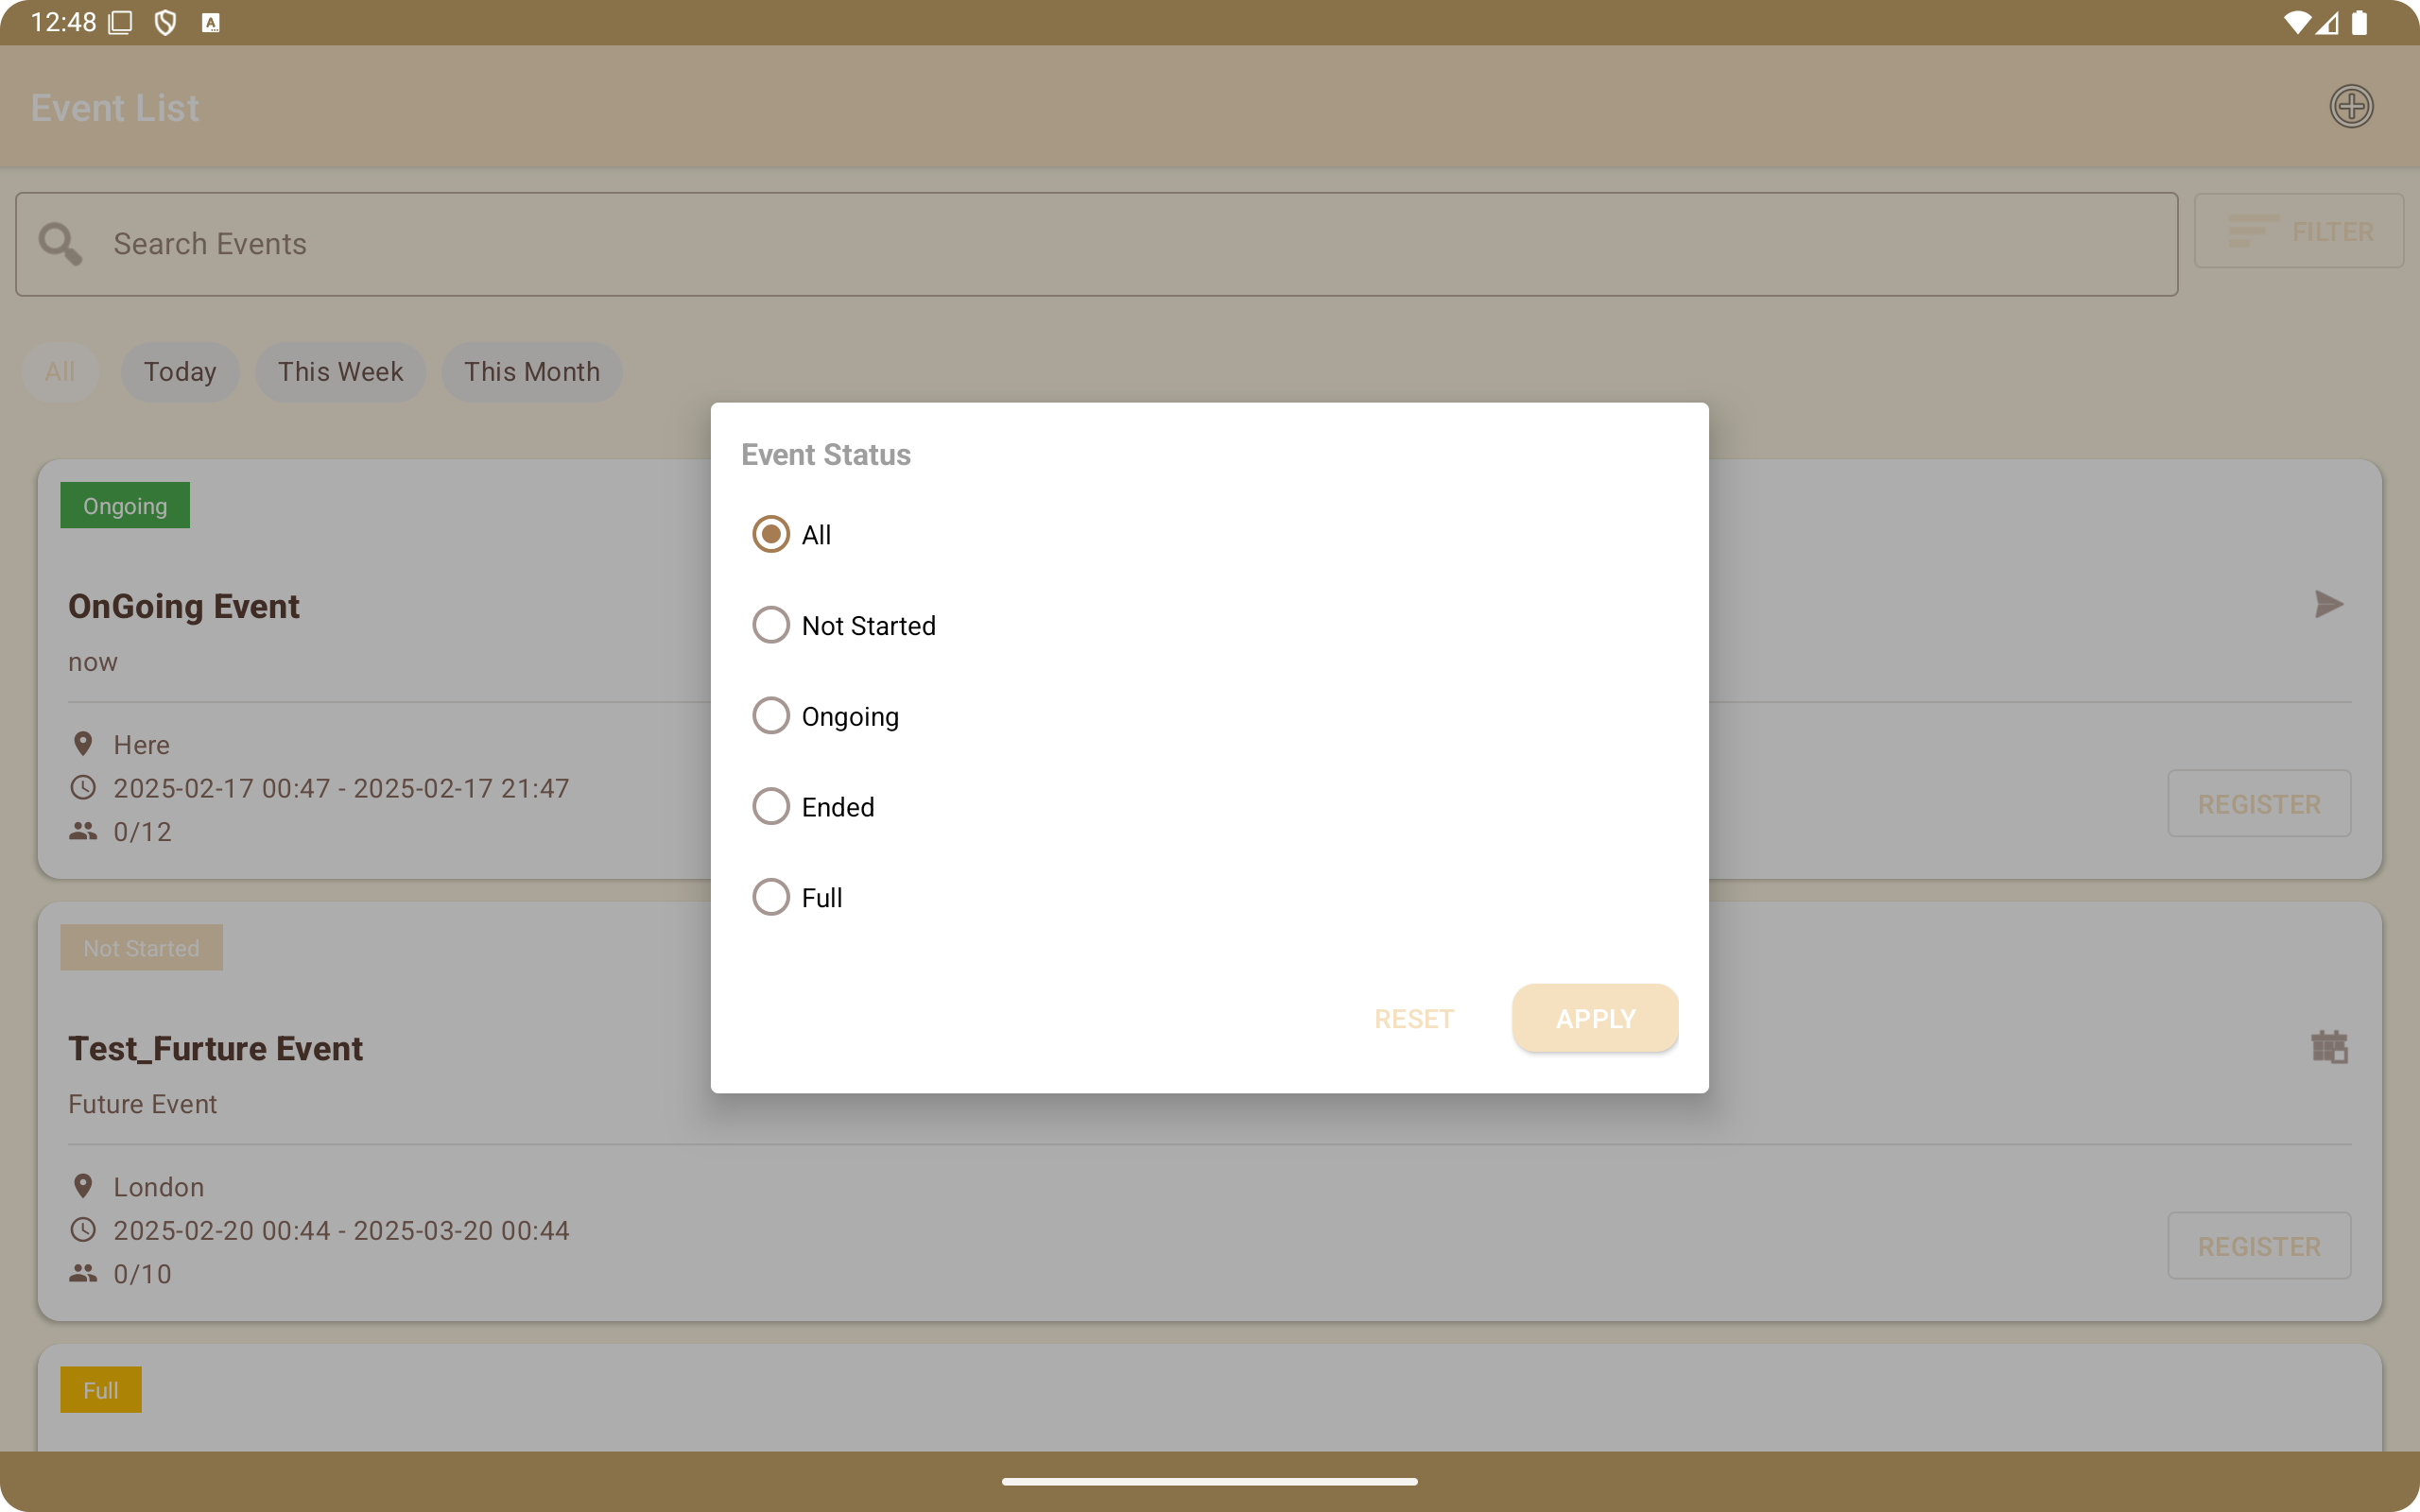 12:48
Event List
Search Events
FILTER
All
Today
This Week
This Month
Event Status
All
Not Started
Ongoing
Ended
Full
RESET
APPLY
Ongoing
OnGoing Event
now
Here
2025-02-17 00:47 - 2025-02-17 21:47
0/12
REGISTER
Not Started
Test_Furture Event
Future Event
London
2025-02-20 00:44 - 2025-03-20 00:44
0/10
REGISTER
Full